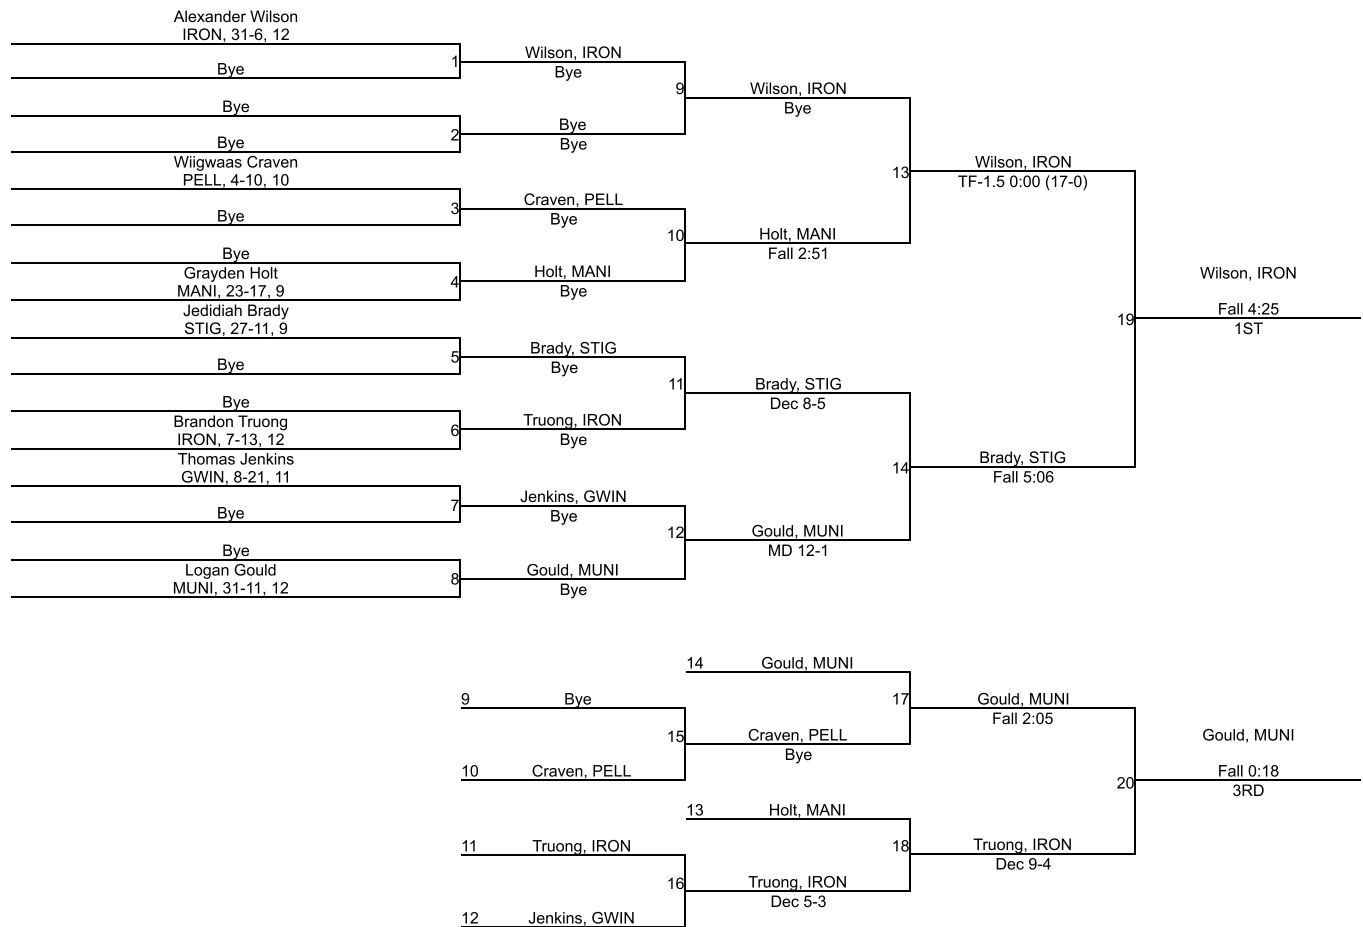 Alexander Wilson
IRON, 31-6, 12
Bye
1
Wilson, IRON
Bye
9
Wilson, IRON
Bye
Bye
Bye
2
Bye
Bye
Wiigwaas Craven
PELL, 4-10, 10
Bye
3
Craven, PELL
Bye
10
Holt, MANI
Fall 2:51
13
Wilson, IRON
TF-1.5 0:00 (17-0)
Bye
Grayden Holt
MANI, 23-17, 9
4
Holt, MANI
Bye
Jedidiah Brady
STIG, 27-11, 9
Bye
5
Brady, STIG
Bye
11
Brady, STIG
Dec 8-5
19
Wilson, IRON
Fall 4:25
1ST
Bye
Brandon Truong
IRON, 7-13, 12
6
Truong, IRON
Bye
14
Brady, STIG
Fall 5:06
Thomas Jenkins
GWIN, 8-21, 11
Bye
7
Jenkins, GWIN
Bye
12
Gould, MUNI
MD 12-1
Bye
Logan Gould
MUNI, 31-11, 12
8
Gould, MUNI
Bye
14
Gould, MUNI
9
Bye
15
Craven, PELL
Bye
17
Gould, MUNI
Fall 2:05
10
Craven, PELL
20
Gould, MUNI
Fall 0:18
3RD
13
Holt, MANI
11
Truong, IRON
16
Truong, IRON
Dec 5-3
18
Truong, IRON
Dec 9-4
12
Jenkins, GWIN